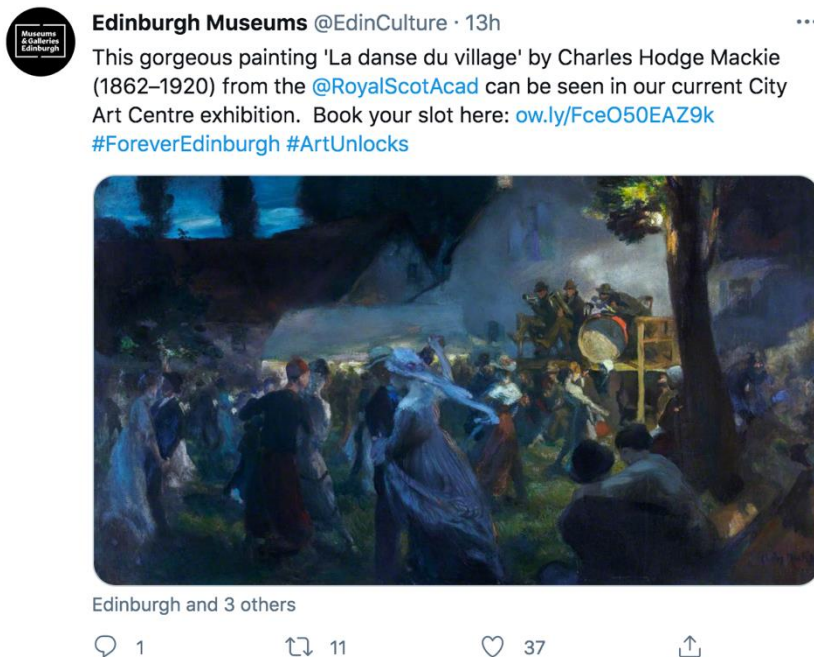 Museums
& Galleries
Edinburgh
Edinburgh Museums @EdinCulture · 13h
This gorgeous painting 'La danse du village' by Charles Hodge Mackie
(1862–1920) from the @RoyalScotAcad can be seen in our current City
Art Centre exhibition.  Book your slot here: ow.ly/FceO50EAZ9k
#ForeverEdinburgh #ArtUnlocks
Edinburgh and 3 others
1 11 37